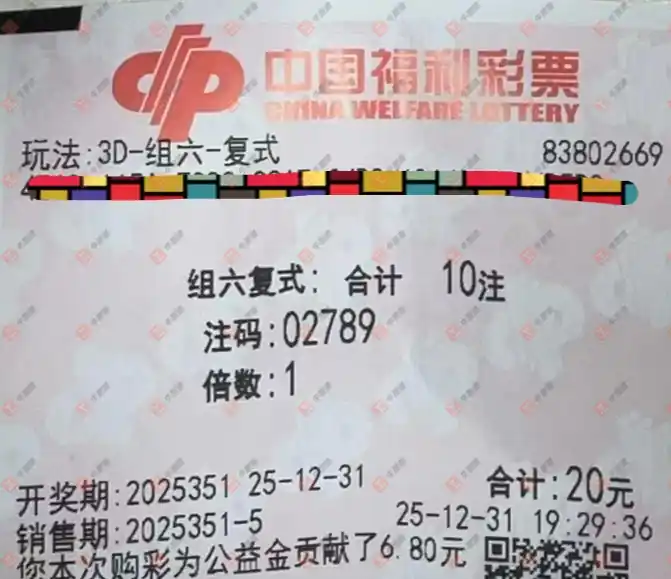 中国福利彩票
CHINA WELFARE LOTTERY
玩法:3D-组六-复式 83802669
组六复式: 合计 10注
注码:02789
倍数:1
开奖期:2025351 25-12-31 合计:20元
销售期:2025351-5 25-12-31 19:29:36
您本次购彩为公益金贡献了6.80元